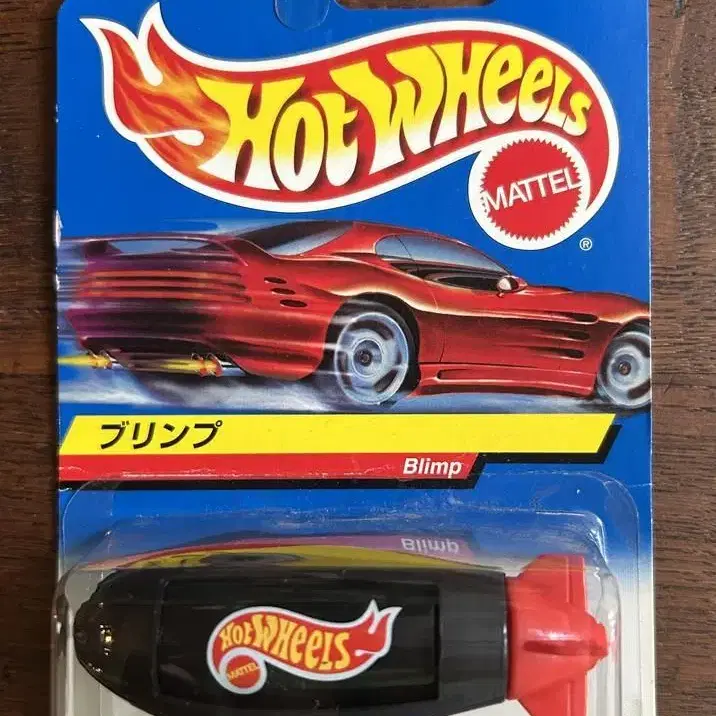 HOT WHEELS
MATTEL
®
ブリンプ
Blimp
Blimp
HOT WHEELS
MATTEL